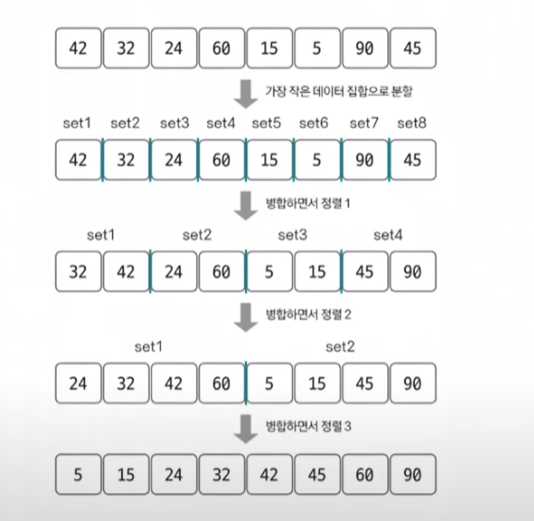 42 32 24 60 15 5 90 45
가장 작은 데이터 집합으로 분할
set1 set2 set3 set4 set5 set6 set7 set8
42 32 24 60 15 5 90 45
병합하면서 정렬 1
set1 set2 set3 set4
32 42 24 60 5 15 45 90
병합하면서 정렬 2
set1 set2
24 32 42 60 5 15 45 90
병합하면서 정렬 3
5 15 24 32 42 45 60 90